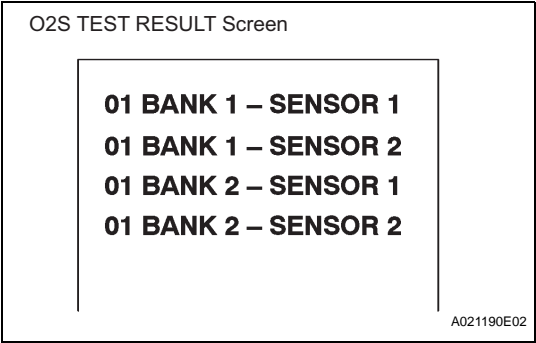 O2S TEST RESULT Screen
01 BANK 1 – SENSOR 1
01 BANK 1 – SENSOR 2
01 BANK 2 – SENSOR 1
01 BANK 2 – SENSOR 2
A021190E02